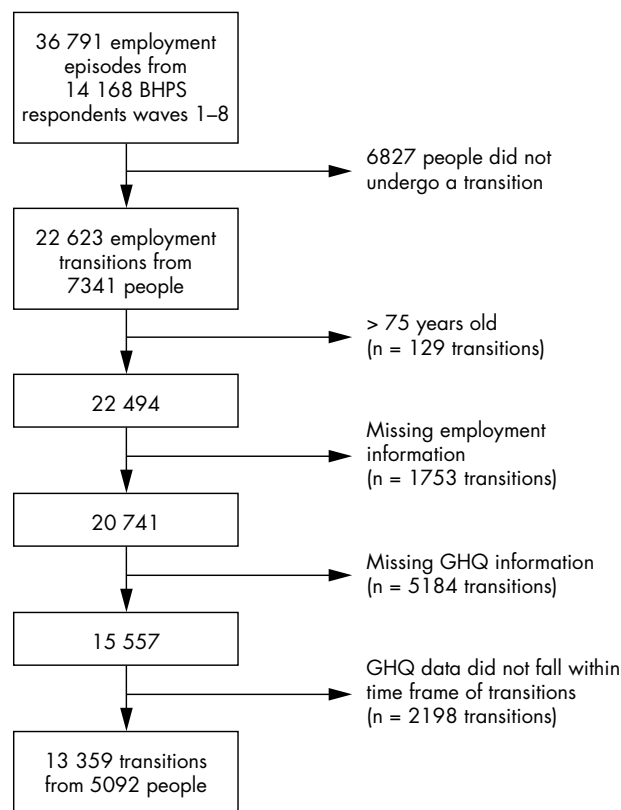 36 791 employment
episodes from
14 168 BHPS
respondents waves 1–8
6827 people did not
undergo a transition
22 623 employment
transitions from
7341 people
> 75 years old
(n = 129 transitions)
22 494
Missing employment
information
(n = 1753 transitions)
20 741
Missing GHQ information
(n = 5184 transitions)
15 557
GHQ data did not fall within
time frame of transitions
(n = 2198 transitions)
13 359 transitions
from 5092 people